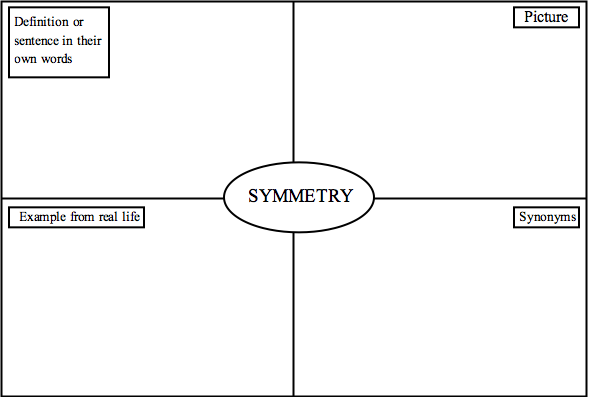 Definition or
sentence in their
own words
Picture
SYMMETRY
Example from real life
Synonyms